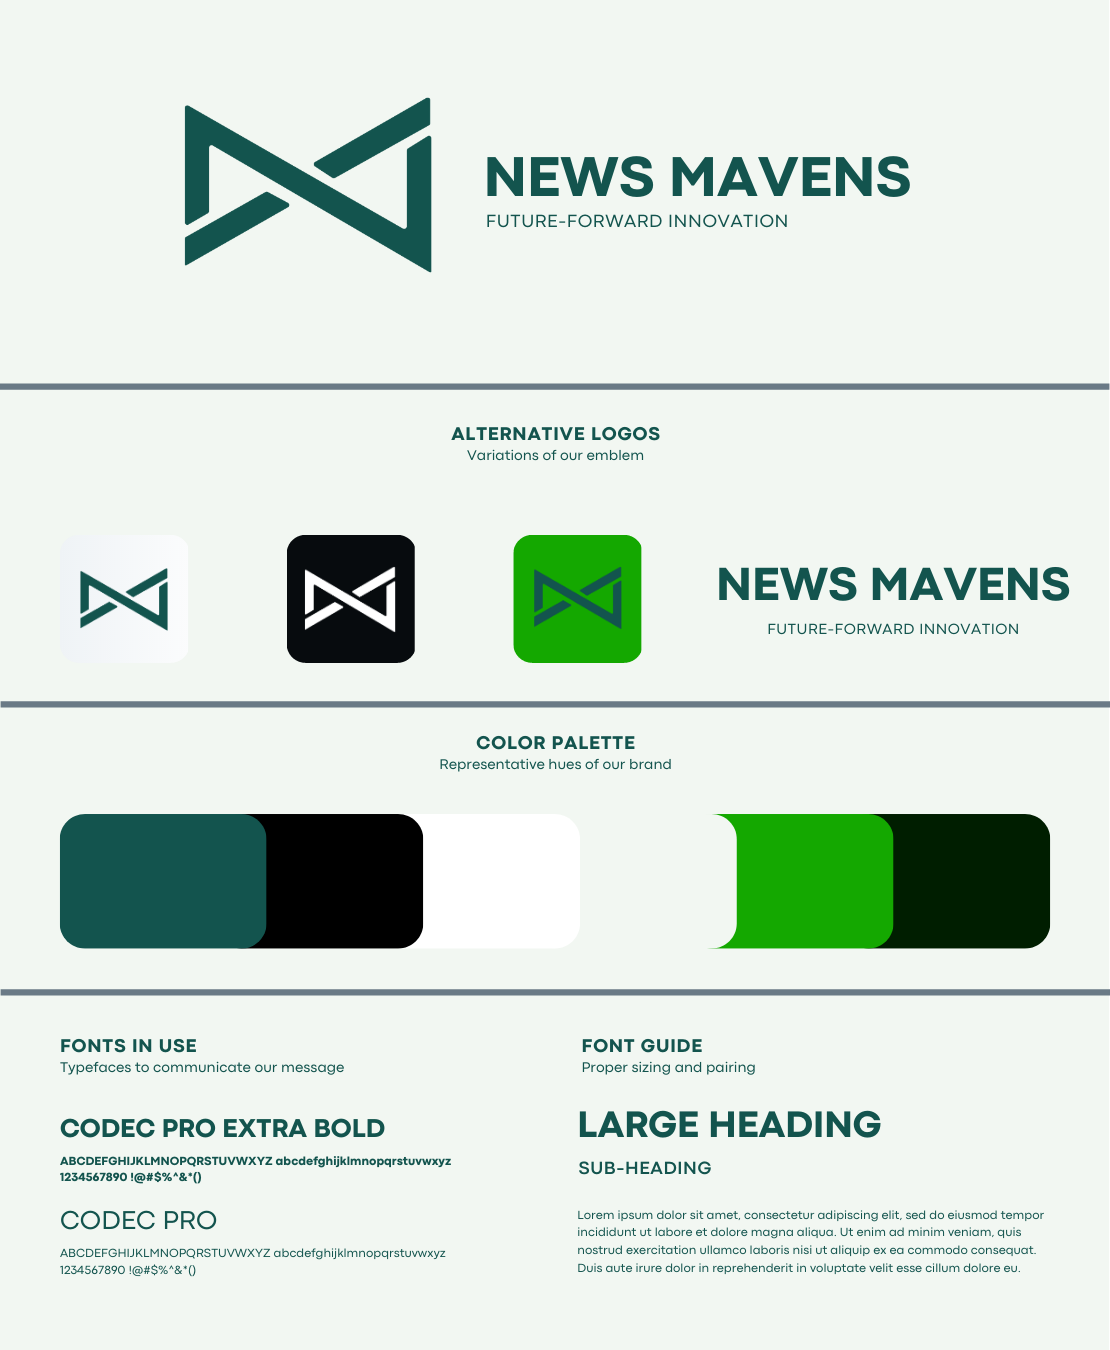 NEWS MAVENS
FUTURE-FORWARD INNOVATION
ALTERNATIVE LOGOS
Variations of our emblem
NEWS MAVENS
FUTURE-FORWARD INNOVATION
COLOR PALETTE
Representative hues of our brand
FONTS IN USE
Typefaces to communicate our message
CODEC PRO EXTRA BOLD
ABCDEFGHIJKLMNOPQRSTUVWXYZ abcdefghijklmnopqrstuvwxyz
1234567890 !@#$%^&*()
CODEC PRO
ABCDEFGHIJKLMNOPQRSTUVWXYZ abcdefghijklmnopqrstuvwxyz
1234567890 !@#$%^&*()
FONT GUIDE
Proper sizing and pairing
LARGE HEADING
SUB-HEADING
Lorem ipsum dolor sit amet, consectetur adipiscing elit, sed do eiusmod tempor
incididunt ut labore et dolore magna aliqua. Ut enim ad minim veniam, quis
nostrud exercitation ullamco laboris nisi ut aliquip ex ea commodo consequat.
Duis aute irure dolor in reprehenderit in voluptate velit esse cillum dolore eu.